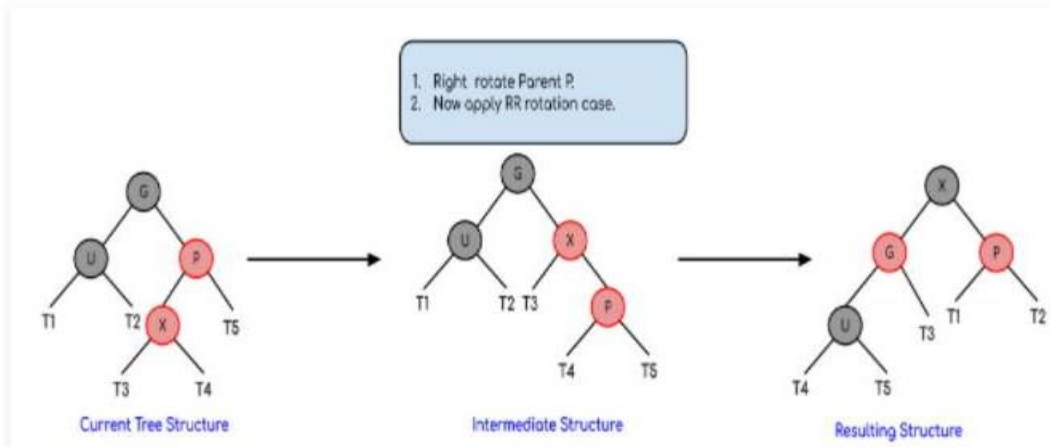 1. Right rotate Parent P.
2. Now apply RR rotation case.
G
U
P
T1
T2
X
T5
T3
T4
Current Tree Structure
G
U
X
T1
T2
T3
P
T4
T5
Intermediate Structure
X
G
P
U
T3
T1
T2
T4
T5
Resulting Structure